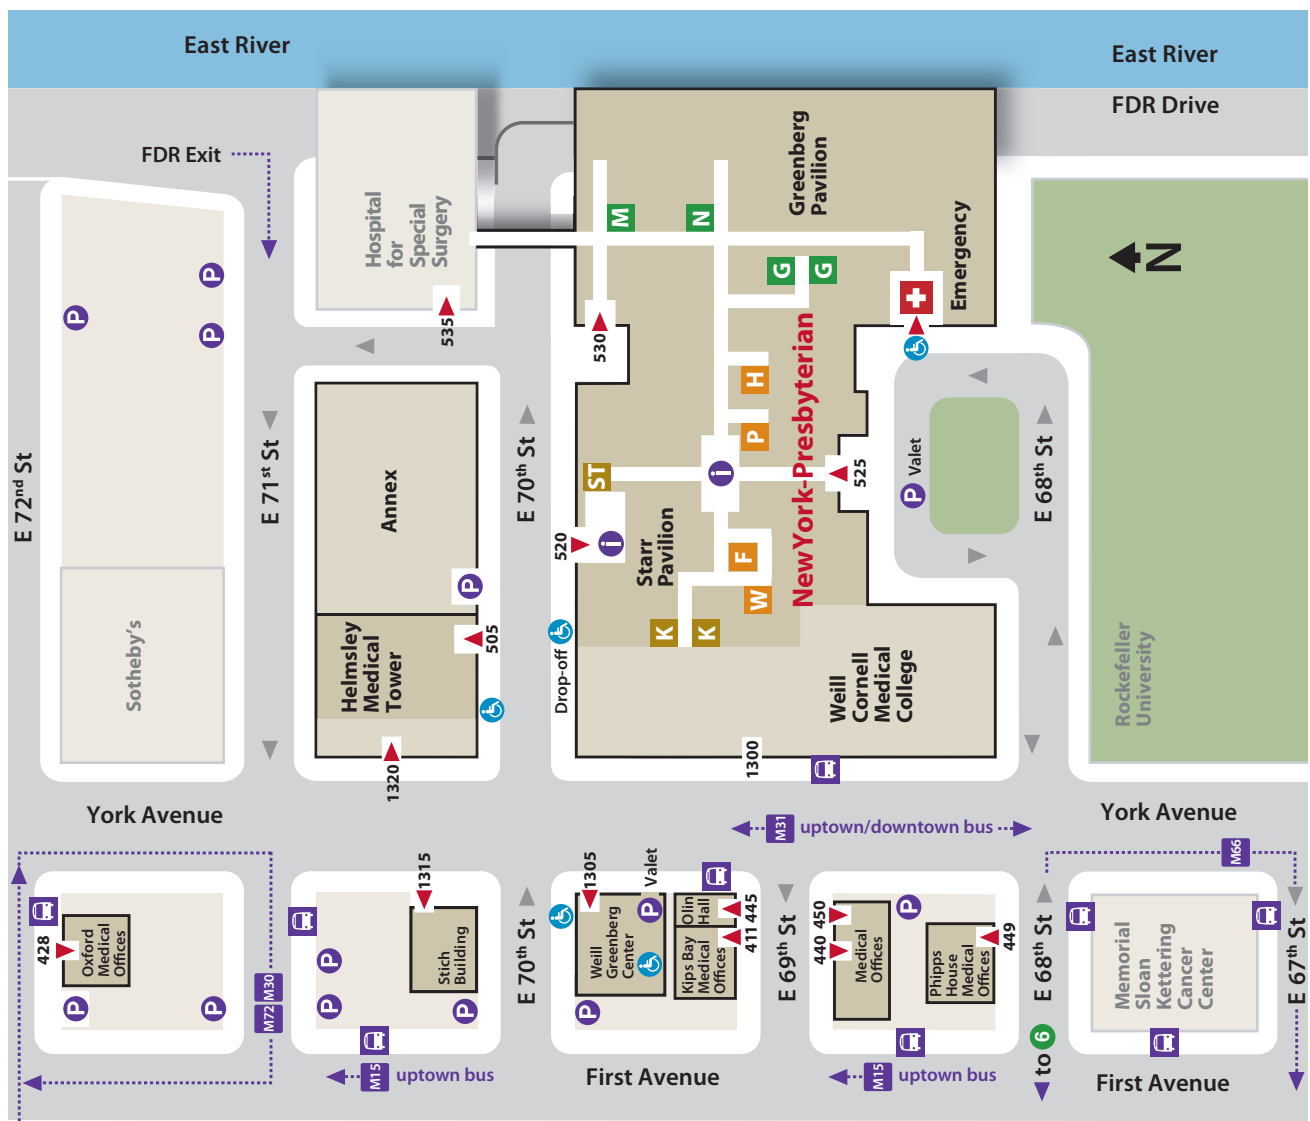 East River
East River
FDR Drive
FDR Exit
Hospital
for
Special
Surgery
535
Greenberg
Pavilion
M
N
G
G
Emergency
N
530
H
P
NewYork-Presbyterian
E 72nd St
E 71st St
E 70th St
E 68th St
Annex
P
P
P
P
ST
i
i
525
P Valet
520
Starr
Pavilion
F
W
K
K
Drop-off
505
Helmsley
Medical
Tower
1320
Sotheby's
Weill
Cornell
Medical
College
1300
Rockefeller
University
York Avenue
York Avenue
M31 uptown/downtown bus
M66
428
Oxford
Medical
Offices
P
P
M72 M30
1315
Stich
Building
P
P
P
E 70th St
1305
Weill
Greenberg
Center
P Valet
P
Olin
Hall
445
Kips Bay
Medical
Offices
411
E 69th St
450
440
Medical
Offices
P
Phipps
House
Medical
Offices
449
E 68th St
to 6
Memorial
Sloan
Kettering
Cancer
Center
E 67th St
M15 uptown bus
First Avenue
M15 uptown bus
First Avenue